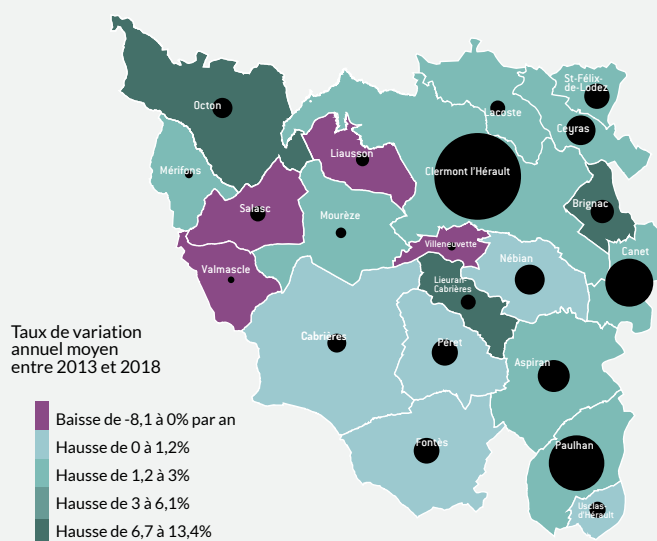 St-Félix-
de-Lodez
Octon
Lacoste
Ceyras
Liausson
Clermont l'Hérault
Mérifons
Salasc
Brignac
Mourèze
Villeneuvette
Canet
Nébian
Valmascle
Lieuran-
Cabrières
Taux de variation
annuel moyen
entre 2013 et 2018
Cabrières
Péret
Aspiran
Baisse de -8,1 à 0% par an
Hausse de 0 à 1,2%
Fontès
Paulhan
Hausse de 1,2 à 3%
Hausse de 3 à 6,1%
Usclas-
d'Hérault
Hausse de 6,7 à 13,4%